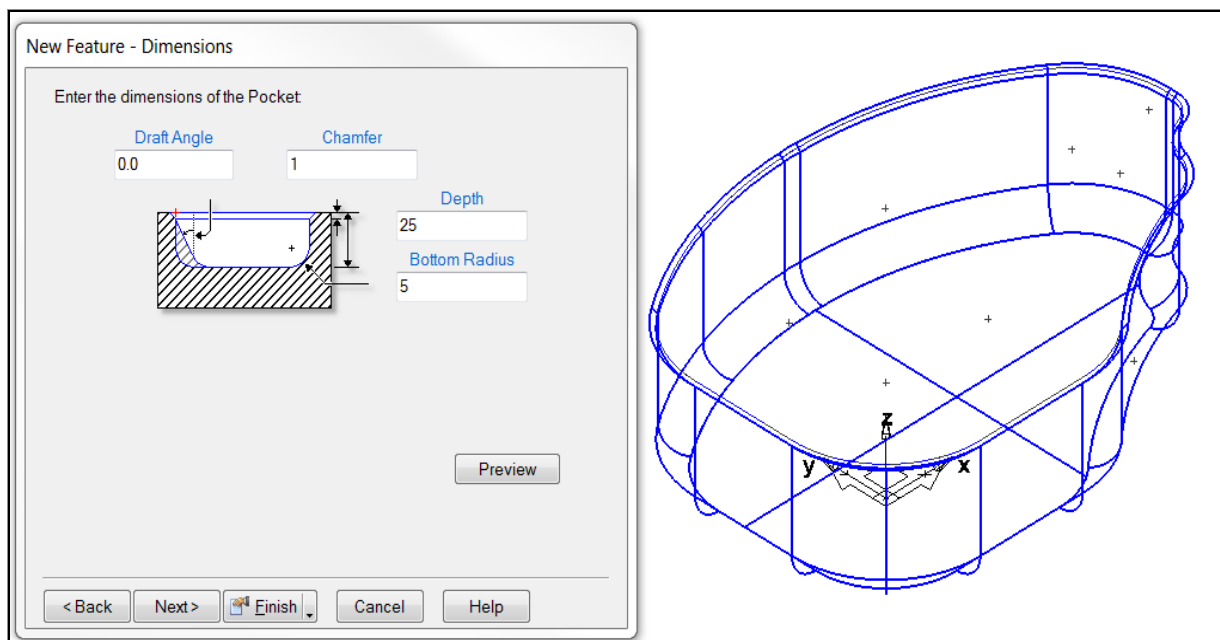 New Feature - Dimensions
Enter the dimensions of the Pocket:
Draft Angle
Chamfer
0.0
1
Depth
25
Bottom Radius
5
Preview
< Back
Next >
Finish
Cancel
Help
z
y
x